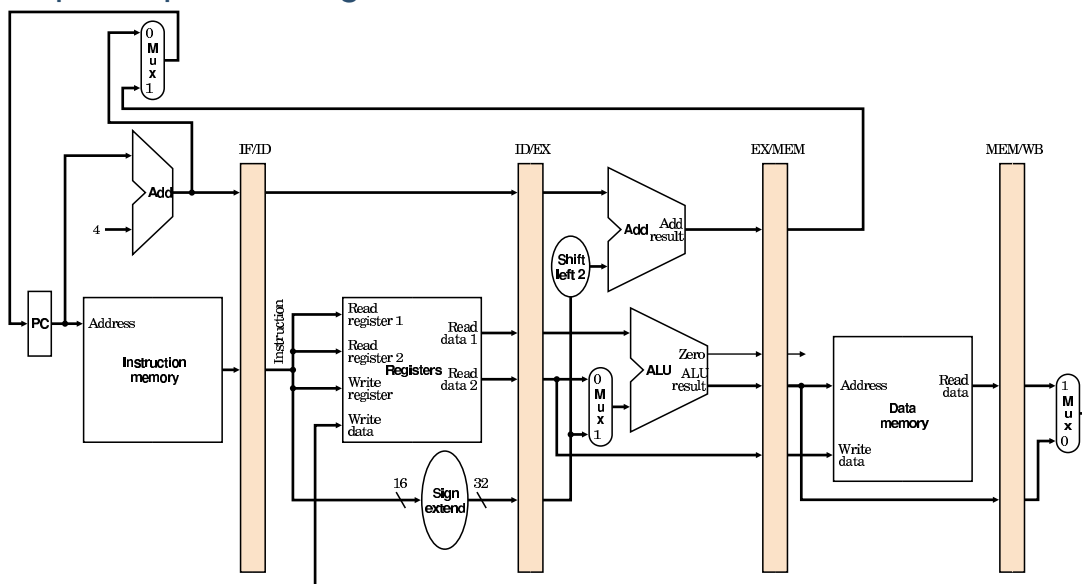 0
M
u
x
1
IF/ID
ID/EX
EX/MEM
MEM/WB
Add
4
Add
Add
result
Shift
left 2
PC
Address
Instruction
memory
Instruction
Read
register 1
Read
register 2
Write
register
Write
data
Registers
Read
data 1
Read
data 2
16
Sign
extend
32
0
M
u
x
1
Zero
ALU
ALU
result
Address
Read
data
Data
memory
Write
data
1
M
u
x
0